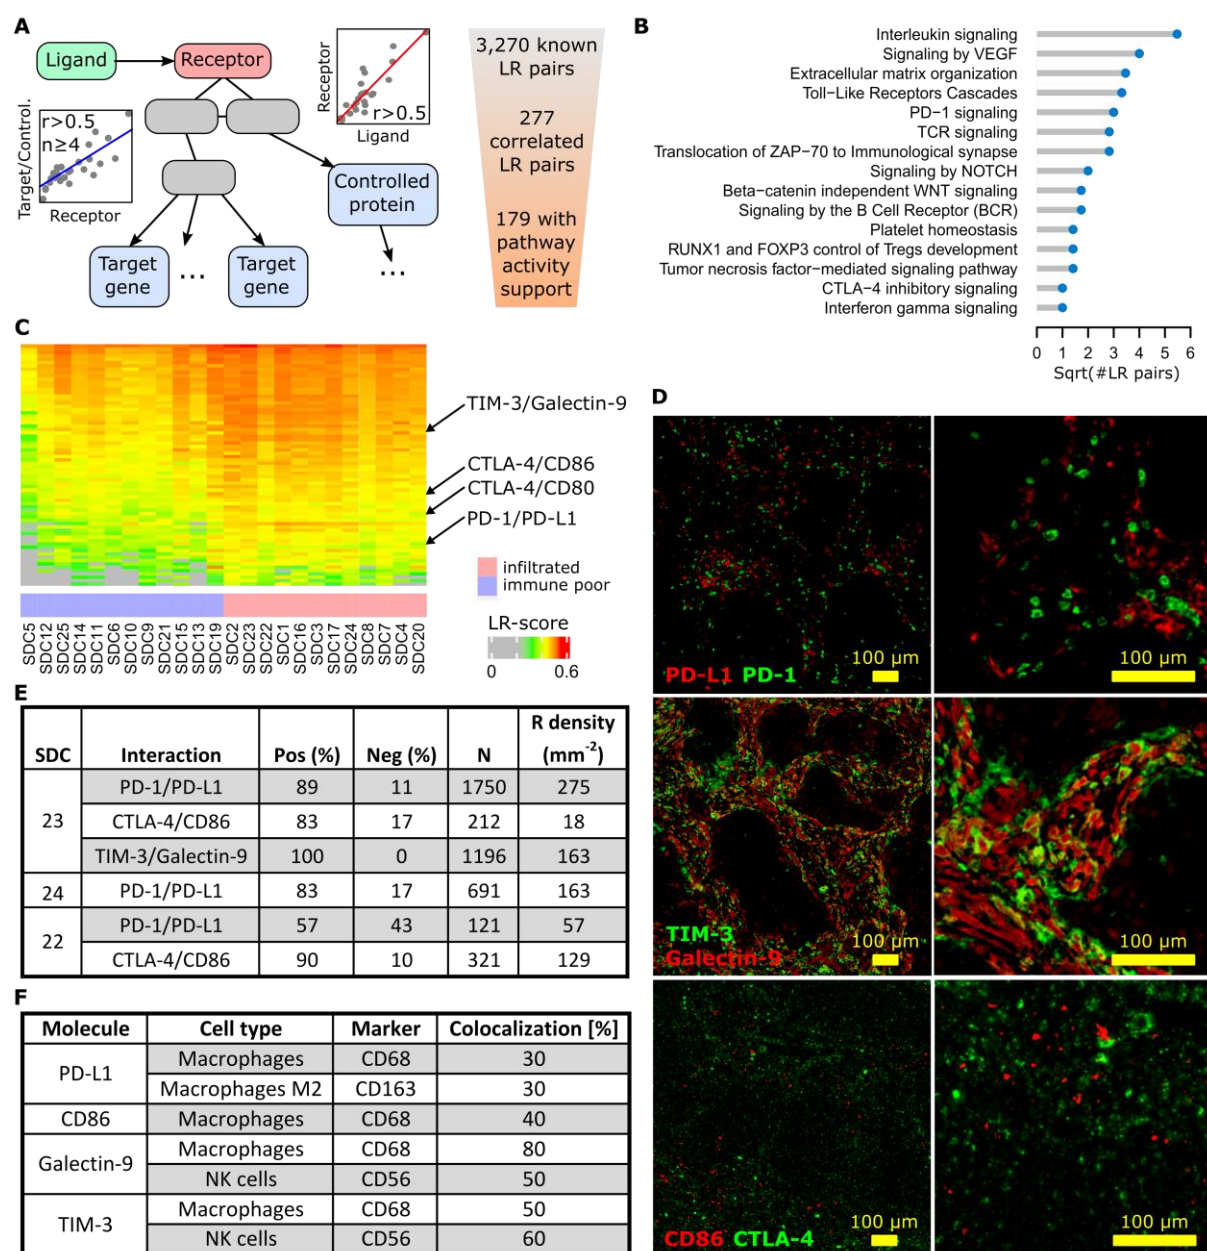 A
Ligand
Receptor
r>0.5
n≥4
Target/Control.
Receptor
Receptor
r>0.5
Ligand
Controlled
protein
Target
gene
...
Target
gene
...
3,270 known
LR pairs
277
correlated
LR pairs
179 with
pathway
activity
support
B
Interleukin signaling
Signaling by VEGF
Extracellular matrix organization
Toll−Like Receptors Cascades
PD−1 signaling
TCR signaling
Translocation of ZAP−70 to Immunological synapse
Signaling by NOTCH
Beta−catenin independent WNT signaling
Signaling by the B Cell Receptor (BCR)
Platelet homeostasis
RUNX1 and FOXP3 control of Tregs development
Tumor necrosis factor−mediated signaling pathway
CTLA−4 inhibitory signaling
Interferon gamma signaling
0 1 2 3 4 5 6
Sqrt(#LR pairs)
C
TIM-3/Galectin-9
CTLA-4/CD86
CTLA-4/CD80
PD-1/PD-L1
infiltrated
immune poor
LR-score
0 0.6
SDC5
SDC12
SDC25
SDC14
SDC11
SDC6
SDC10
SDC9
SDC21
SDC15
SDC13
SDC19
SDC2
SDC23
SDC22
SDC1
SDC16
SDC3
SDC17
SDC24
SDC8
SDC7
SDC4
SDC20
D
PD-L1 PD-1
100 µm
100 µm
TIM-3
Galectin-9
100 µm
100 µm
CD86 CTLA-4
100 µm
100 µm
E
SDC Interaction Pos (%) Neg (%) N R density (mm-2)
23 PD-1/PD-L1 89 11 1750 275
CTLA-4/CD86 83 17 212 18
TIM-3/Galectin-9 100 0 1196 163
24 PD-1/PD-L1 83 17 691 163
22 PD-1/PD-L1 57 43 121 57
CTLA-4/CD86 90 10 321 129
F
Molecule Cell type Marker Colocalization [%]
PD-L1 Macrophages CD68 30
Macrophages M2 CD163 30
CD86 Macrophages CD68 40
Galectin-9 Macrophages CD68 80
NK cells CD56 50
TIM-3 Macrophages CD68 50
NK cells CD56 60